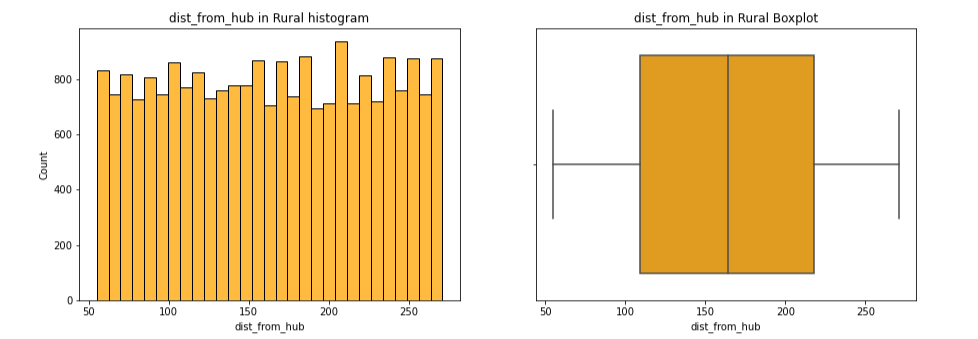 dist_from_hub in Rural histogram
800
600
400
200
0
Count
50 100 150 200 250
dist_from_hub
dist_from_hub in Rural Boxplot
50 100 150 200 250
dist_from_hub